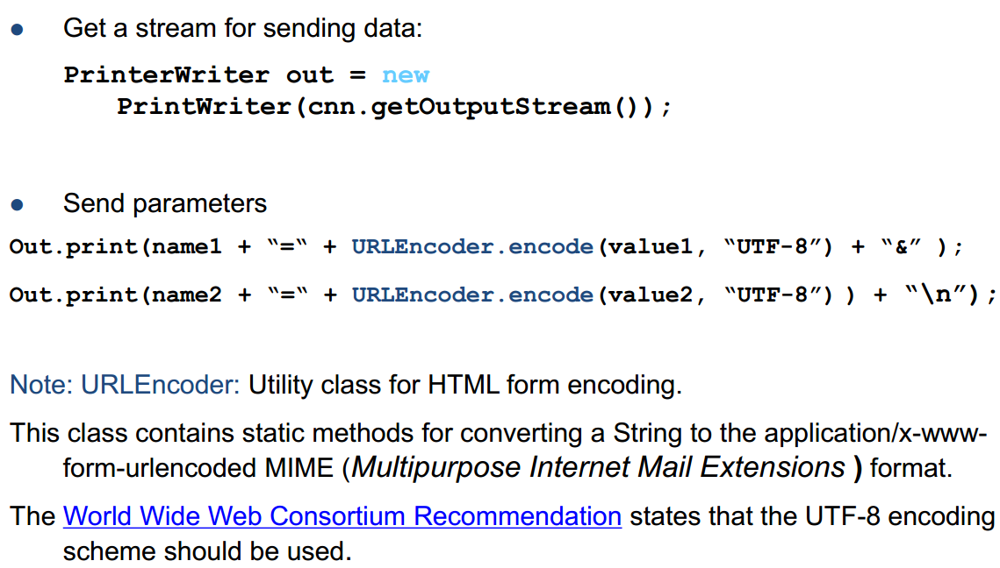 ● Get a stream for sending data:
PrinterWriter out = new
PrintWriter(cnn.getOutputStream());
● Send parameters
Out.print(name1 + “=“ + URLEncoder.encode(value1, “UTF-8”) + “&” );
Out.print(name2 + “=“ + URLEncoder.encode(value2, “UTF-8”) ) + “\n”);
Note: URLEncoder: Utility class for HTML form encoding.
This class contains static methods for converting a String to the application/x-www-
form-urlencoded MIME (Multipurpose Internet Mail Extensions ) format.
The World Wide Web Consortium Recommendation states that the UTF-8 encoding
scheme should be used.